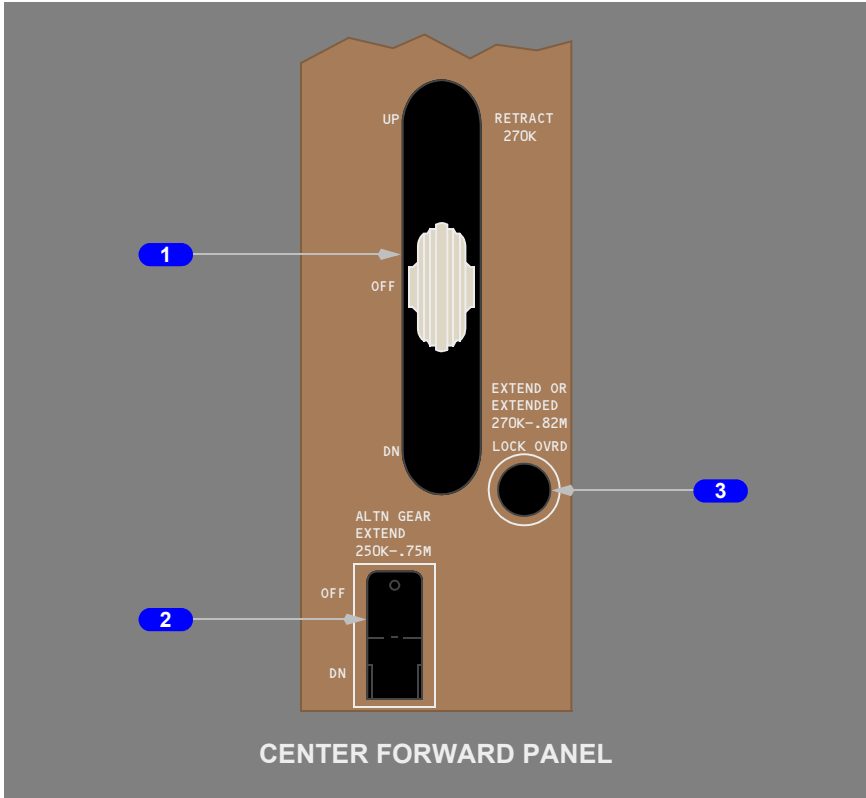 UP
RETRACT
270K
1
OFF
EXTEND OR
EXTENDED
270K-.82M
DN
LOCK OVRD
3
ALTN GEAR
EXTEND
250K-.75M
OFF
2
DN
CENTER FORWARD PANEL